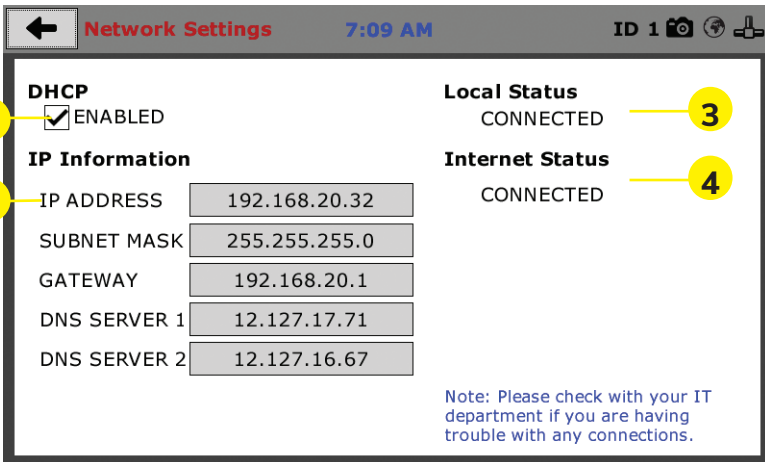 Network Settings 7:09 AM ID 1
DHCP
ENABLED
IP Information
IP ADDRESS 192.168.20.32
SUBNET MASK 255.255.255.0
GATEWAY 192.168.20.1
DNS SERVER 1 12.127.17.71
DNS SERVER 2 12.127.16.67
Local Status
CONNECTED
3
Internet Status
CONNECTED
4
Note: Please check with your IT
department if you are having
trouble with any connections.